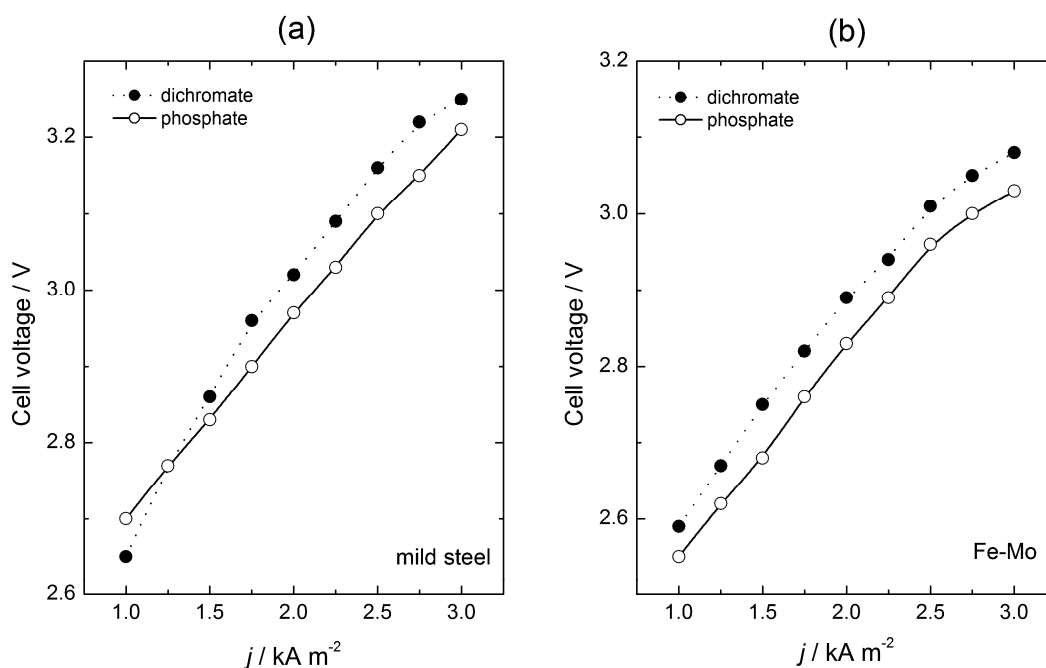 (a)
dichromate
phosphate
3.2
3.0
2.8
2.6
Cell voltage / V
mild steel
1.0 1.5 2.0 2.5 3.0
j / kA m⁻²
(b)
dichromate
phosphate
3.2
3.0
2.8
2.6
Cell voltage / V
Fe-Mo
1.0 1.5 2.0 2.5 3.0
j / kA m⁻²